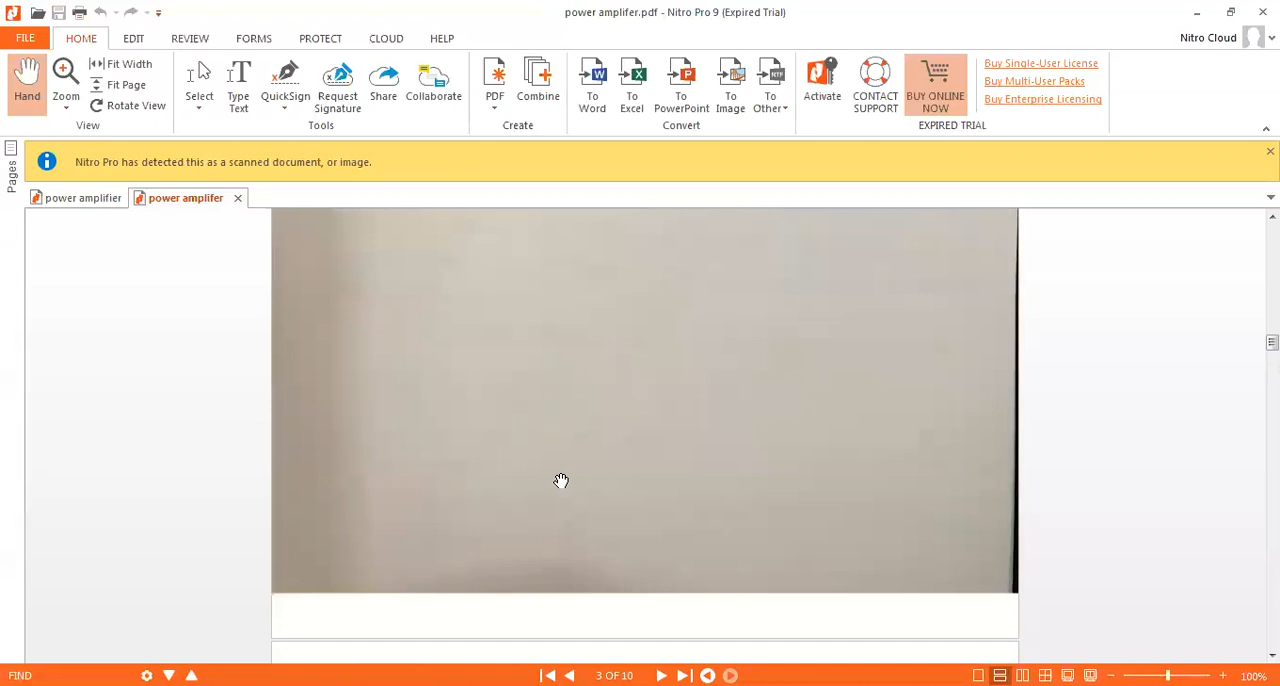 power amplifer.pdf - Nitro Pro 9 (Expired Trial)
FILE HOME EDIT REVIEW FORMS PROTECT CLOUD HELP
Nitro Cloud
Hand
Zoom
Fit Width
Fit Page
Rotate View
View
Select
Type Text
QuickSign
Request Signature
Share
Collaborate
Tools
PDF
Combine
Create
To Word
To Excel
To PowerPoint
To Image
To Other
Convert
Activate
CONTACT SUPPORT
BUY ONLINE NOW
Buy Single-User License
Buy Multi-User Packs
Buy Enterprise Licensing
EXPIRED TRIAL
Pages
Nitro Pro has detected this as a scanned document, or image.
power amplifier
power amplifer
FIND
3 OF 10
100%